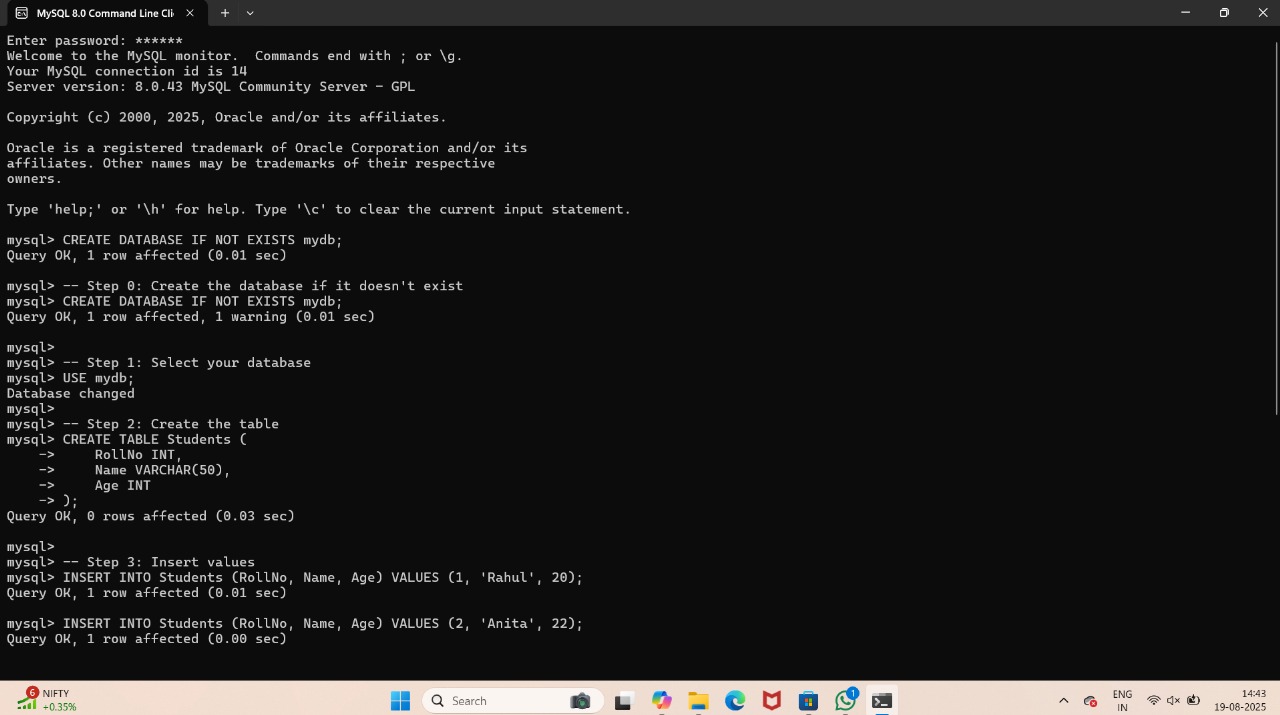 MySQL 8.0 Command Line Cli
Enter password: ******
Welcome to the MySQL monitor.  Commands end with ; or \g.
Your MySQL connection id is 14
Server version: 8.0.43 MySQL Community Server - GPL

Copyright (c) 2000, 2025, Oracle and/or its affiliates.

Oracle is a registered trademark of Oracle Corporation and/or its
affiliates. Other names may be trademarks of their respective
owners.

Type 'help;' or '\h' for help. Type '\c' to clear the current input statement.

mysql> CREATE DATABASE IF NOT EXISTS mydb;
Query OK, 1 row affected (0.01 sec)

mysql> -- Step 0: Create the database if it doesn't exist
mysql> CREATE DATABASE IF NOT EXISTS mydb;
Query OK, 1 row affected, 1 warning (0.01 sec)

mysql>
mysql> -- Step 1: Select your database
mysql> USE mydb;
Database changed
mysql>
mysql> -- Step 2: Create the table
mysql> CREATE TABLE Students (
    ->     RollNo INT,
    ->     Name VARCHAR(50),
    ->     Age INT
    -> );
Query OK, 0 rows affected (0.03 sec)

mysql>
mysql> -- Step 3: Insert values
mysql> INSERT INTO Students (RollNo, Name, Age) VALUES (1, 'Rahul', 20);
Query OK, 1 row affected (0.01 sec)

mysql> INSERT INTO Students (RollNo, Name, Age) VALUES (2, 'Anita', 22);
Query OK, 1 row affected (0.00 sec)

6
NIFTY
+0.35%
Search
1
ENG
IN
14:43
19-08-2025